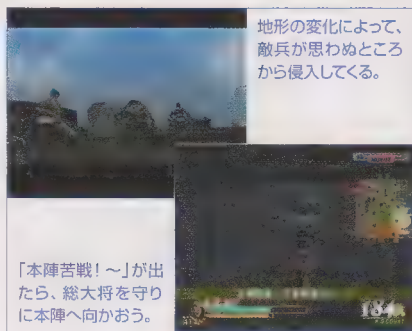 地形の変化によって、
敵兵が思わぬところ
から侵入してくる。
「本陣苦戦！～」が出
たら、総大将を守り
に本陣へ向かおう。
184